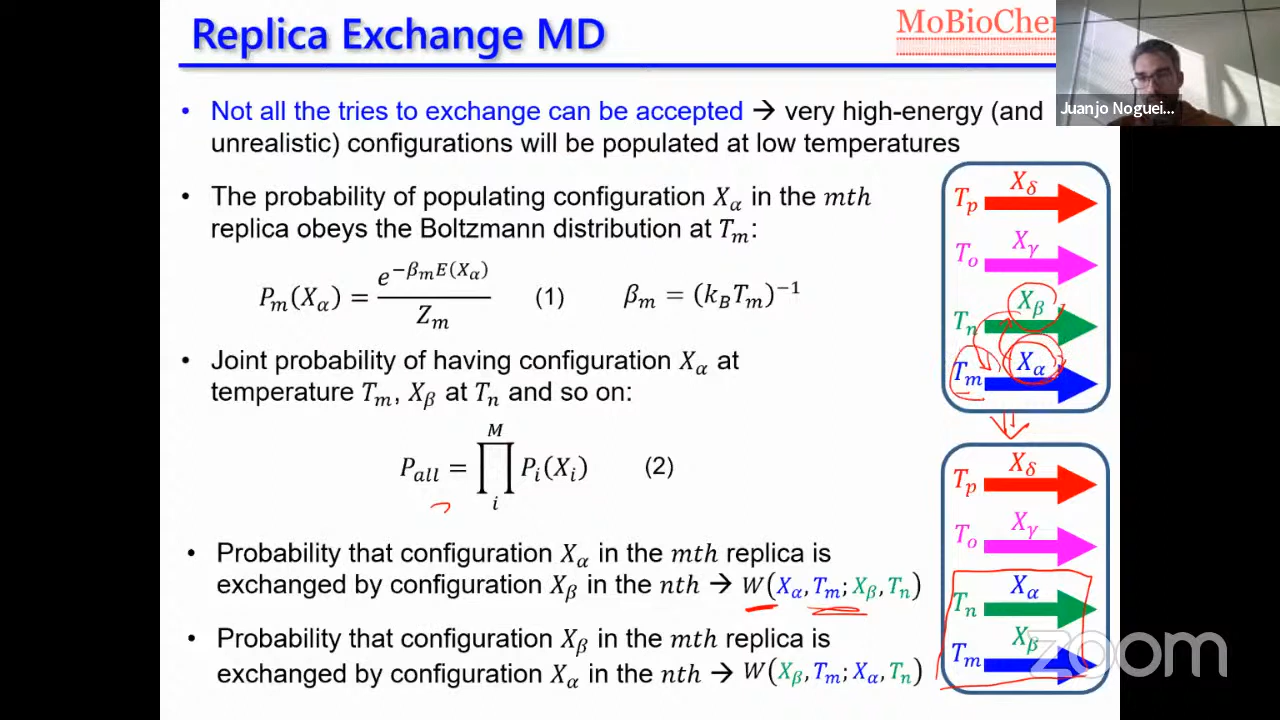 Replica Exchange MD
MoBioChe
Juanjo Noguei...
• Not all the tries to exchange can be accepted → very high-energy (and
unrealistic) configurations will be populated at low temperatures
• The probability of populating configuration Xα in the mth
replica obeys the Boltzmann distribution at Tm:
Pm(Xα) = e^(−βmE(Xα)) / Zm (1) βm = (kBTm)^−1
• Joint probability of having configuration Xα at
temperature Tm, Xβ at Tn and so on:
Pall = ∏_i^M Pi(Xi) (2)
• Probability that configuration Xα in the mth replica is
exchanged by configuration Xβ in the nth → W(Xα, Tm; Xβ, Tn)
• Probability that configuration Xβ in the mth replica is
exchanged by configuration Xα in the nth → W(Xβ, Tm; Xα, Tn)
Tp Xδ
To Xγ
Tn Xβ
Tm Xα
Tp Xδ
To Xγ
Tn Xα
Tm Xβ
zoom